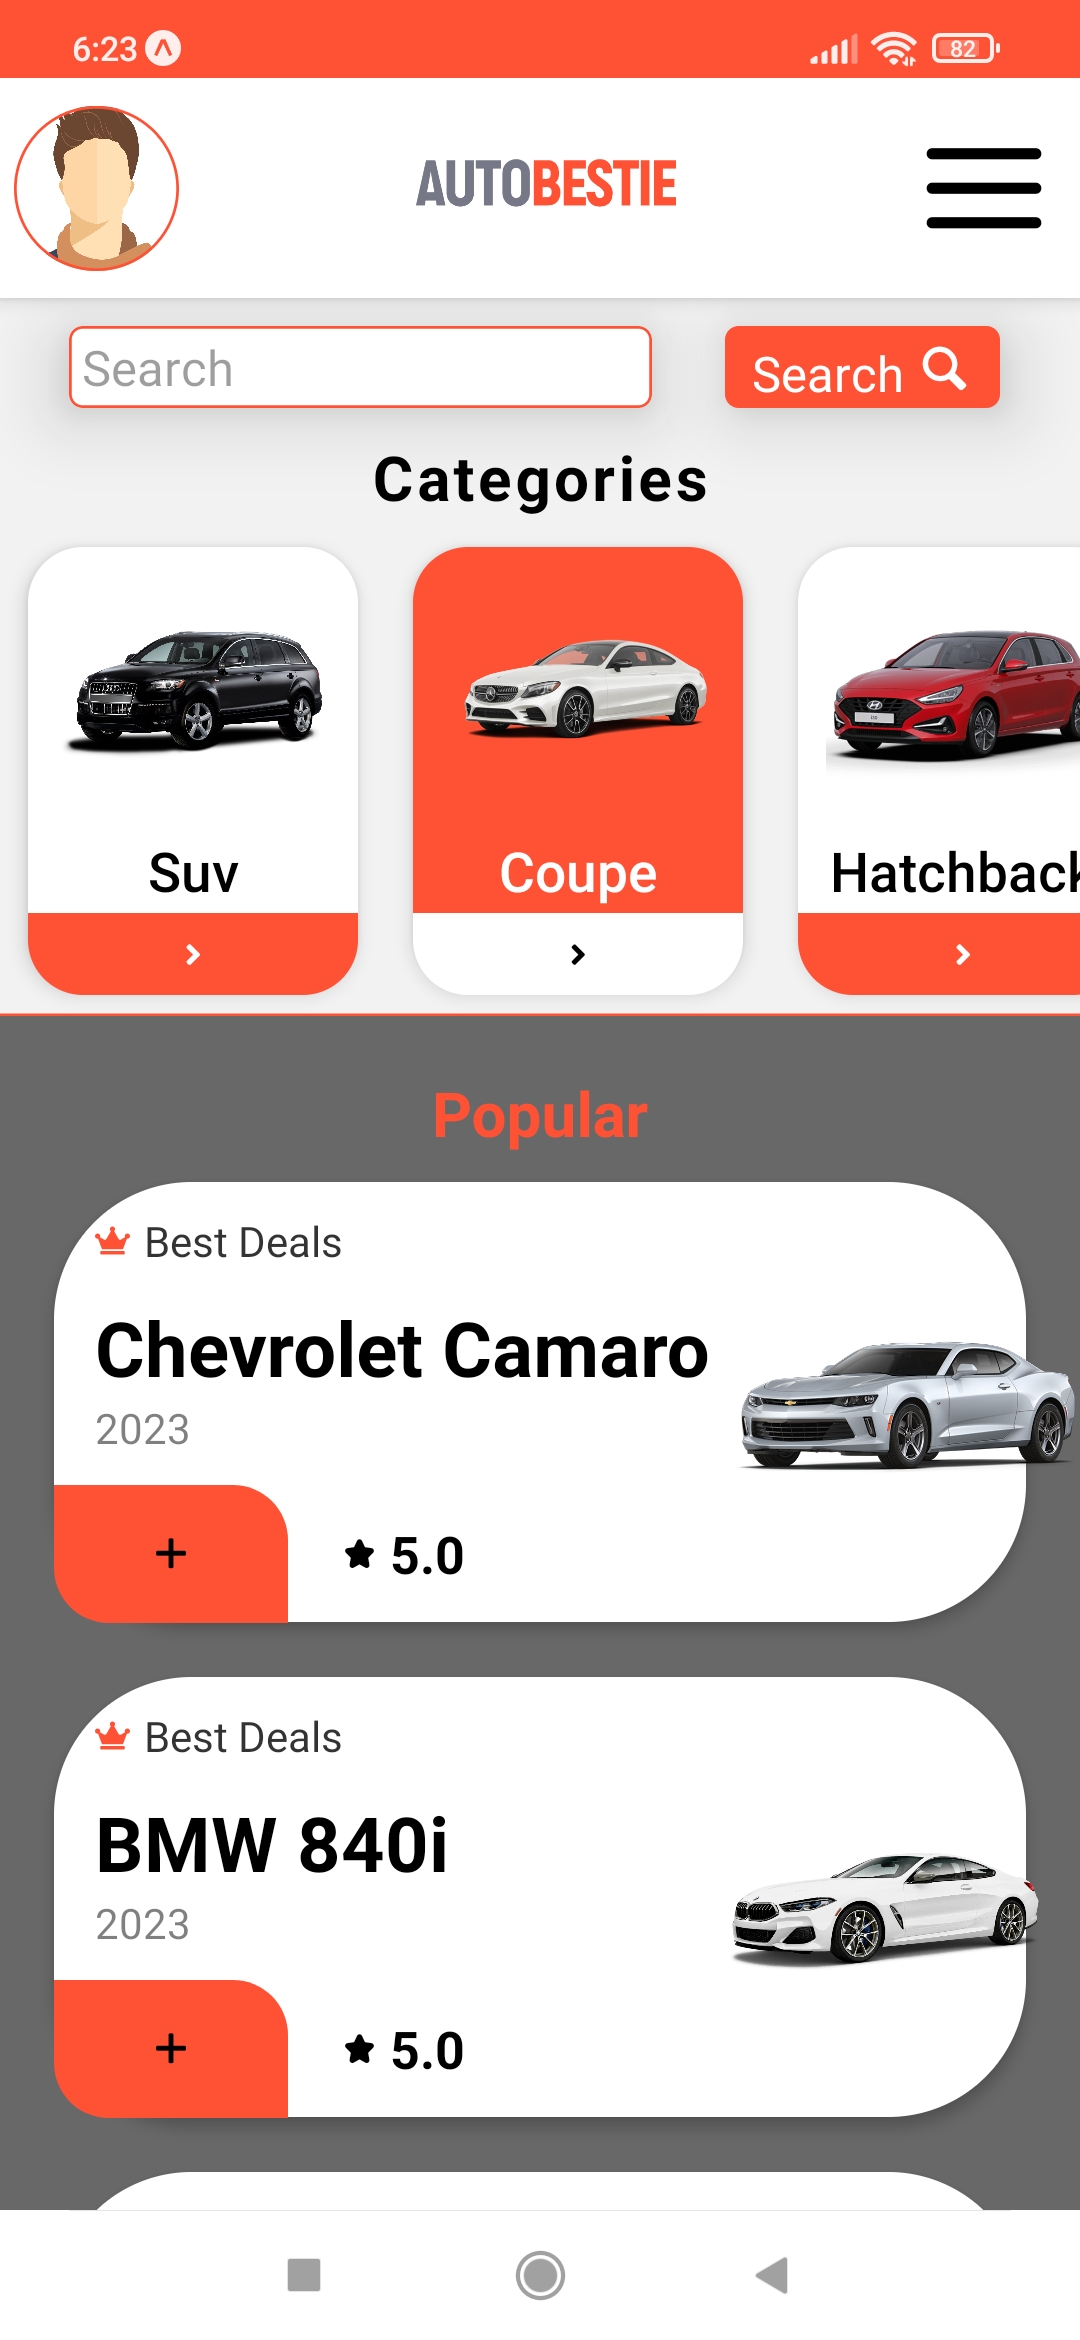 6:23
82
AUTOBESTIE
Search
Search
Categories
Suv
Coupe
Hatchback
Popular
Best Deals
Chevrolet Camaro
2023
+
5.0
Best Deals
BMW 840i
2023
+
5.0